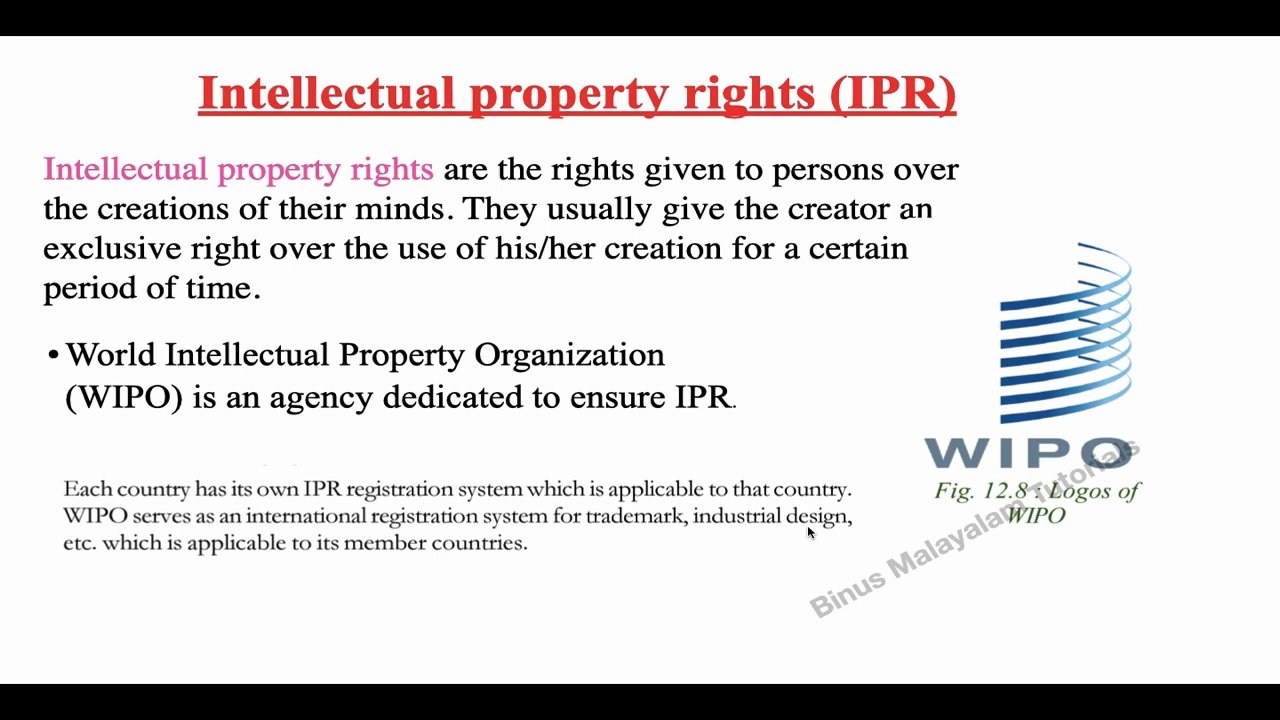 Intellectual property rights (IPR)
Intellectual property rights are the rights given to persons over
the creations of their minds. They usually give the creator an
exclusive right over the use of his/her creation for a certain
period of time.
• World Intellectual Property Organization
(WIPO) is an agency dedicated to ensure IPR.
Each country has its own IPR registration system which is applicable to that country.
WIPO serves as an international registration system for trademark, industrial design,
etc. which is applicable to its member countries.
WIPO
Fig. 12.8 : Logos of
WIPO
Binus Malayalam Tutorials